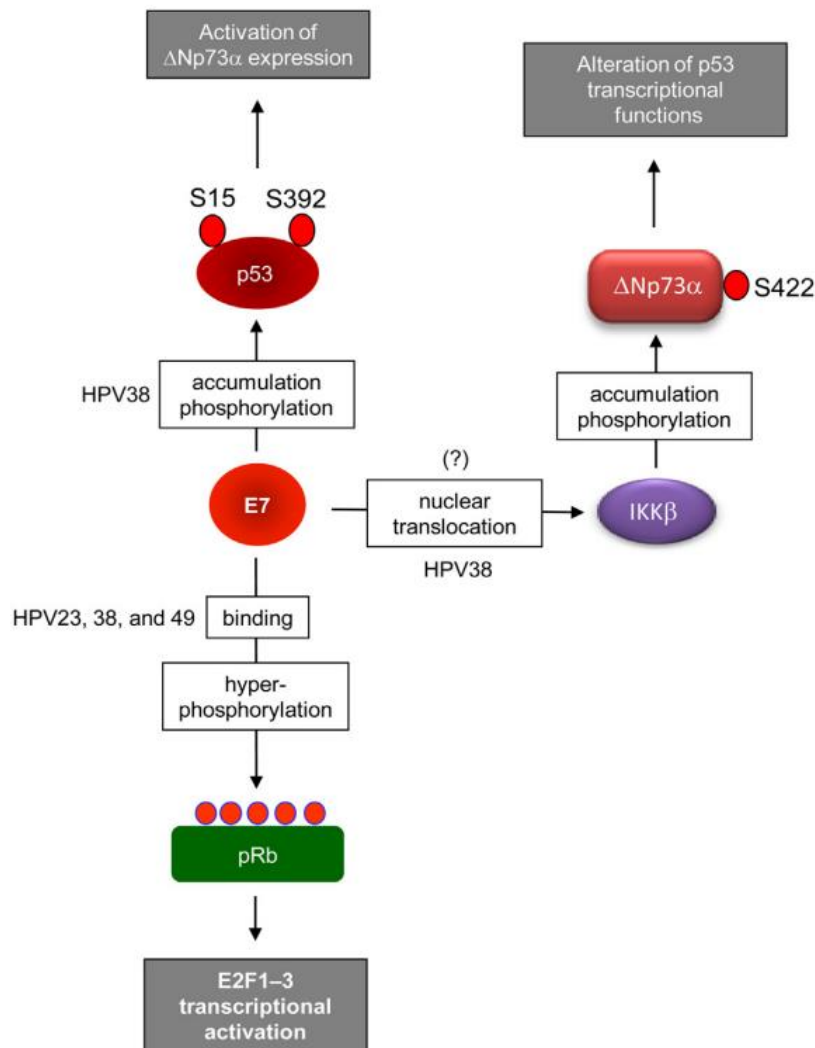 Activation of
ΔNp73α expression
Alteration of p53
transcriptional
functions
S15
S392
p53
ΔNp73α
S422
HPV38
accumulation
phosphorylation
accumulation
phosphorylation
(?)
E7
nuclear
translocation
IKKβ
HPV38
HPV23, 38, and 49
binding
hyper-
phosphorylation
pRb
E2F1–3
transcriptional
activation